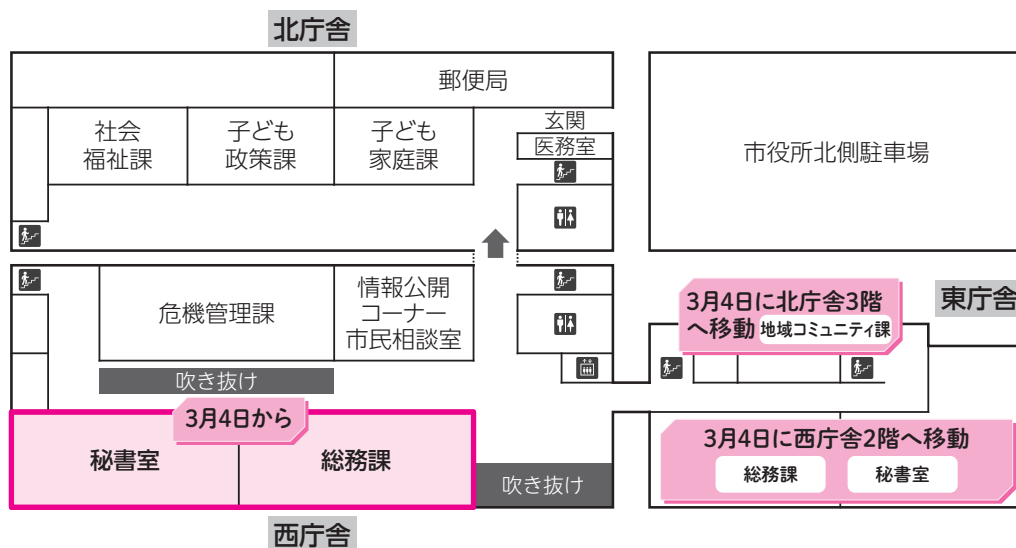 北庁舎
郵便局
社会
福祉課
子ども
政策課
子ども
家庭課
玄関
医務室
市役所北側駐車場
危機管理課
情報公開
コーナー
市民相談室
吹き抜け
3月4日に北庁舎3階
へ移動 地域コミュニティ課
東庁舎
3月4日から
秘書室
総務課
吹き抜け
3月4日に西庁舎2階へ移動
総務課
秘書室
西庁舎